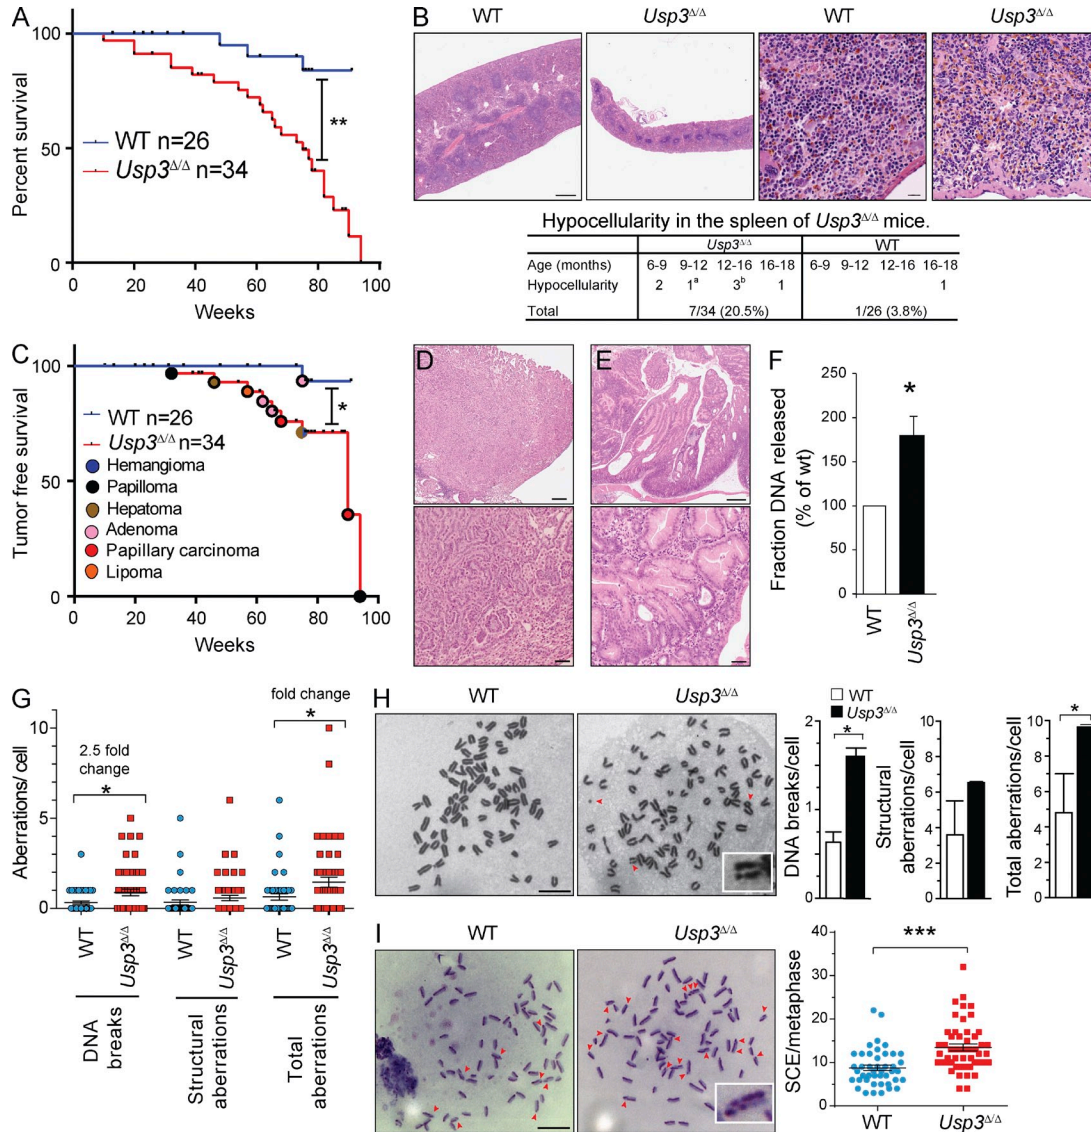 A
Percent survival
100
50
0
WT n=26
Usp3Δ/Δ n=34
**
0 20 40 60 80 100
Weeks
B
WT Usp3Δ/Δ WT Usp3Δ/Δ
Hypocellularity in the spleen of Usp3Δ/Δ mice.
Usp3Δ/Δ WT
Age (months) 6-9 9-12 12-16 16-18 6-9 9-12 12-16 16-18
Hypocellularity 2 1a 3b 1 1
Total 7/34 (20.5%) 1/26 (3.8%)
C
Tumor free survival
100
50
0
WT n=26
Usp3Δ/Δ n=34
Hemangioma
Papilloma
Hepatoma
Adenoma
Papillary carcinoma
Lipoma
*
0 20 40 60 80 100
Weeks
D
E
F
Fraction DNA released
(% of wt)
250
200
150
100
50
0
*
WT
Usp3Δ/Δ
G
Aberrations/ cell
10
5
0
2.5 fold
change
*
fold change
*
WT
Usp3Δ/Δ
WT
Usp3Δ/Δ
WT
Usp3Δ/Δ
DNA
breaks
Structural
aberrations
Total
aberrations
H
WT Usp3Δ/Δ
WT
Usp3Δ/Δ
DNA breaks/cell
2
1.5
1
.5
0
*
Structural
aberrations/cell
10
8
6
4
2
0
Total aberrations/cell
10
8
6
4
2
0
*
I
WT Usp3Δ/Δ
SCE/metaphase
40
30
20
10
0
***
WT Usp3Δ/Δ